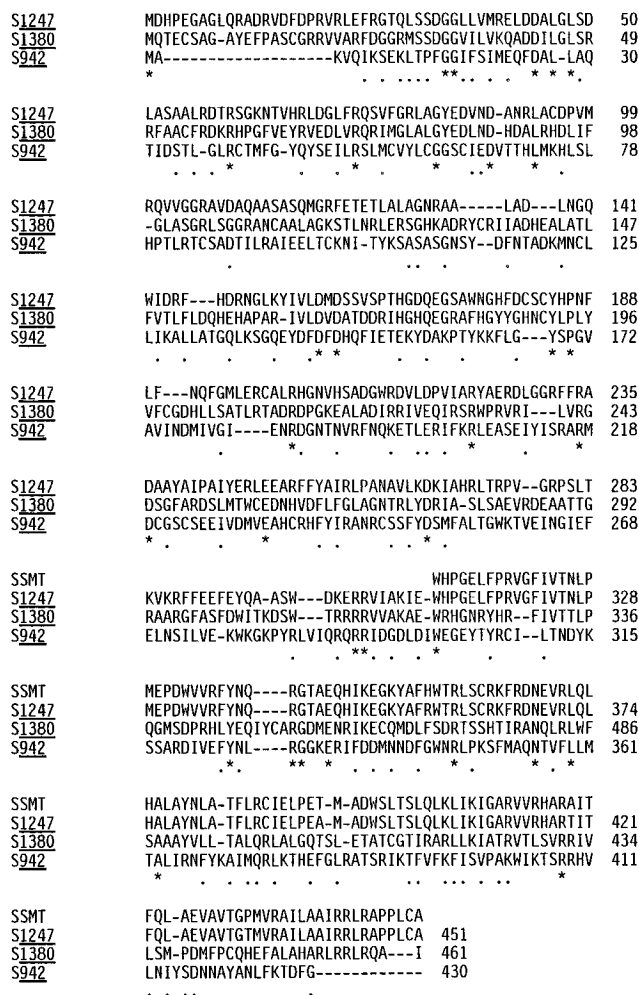 S1247 MDHPEGAGLQRADRVDFDPRVRLEFRGTQLSSDGGLLVMRELDDALGLSD 50
S1380 MQTECSAG-AYEFPASCGRRVVARFDGGRMSSDGGVILVKQADDILGLSR 49
S942 MA-----------------KVQIKSEKLTPFGGIFSIMEQFDAL-LAQ 30
* . . . . . ** . . * * * .
S1247 LASAALRDTRSGKNTVHRLDGLFRQSVFGRLAGYEDVND-ANRLACDPVM 99
S1380 RFAACFRDKRHPGFVEYRVEDLVRQRIMGLALGYEDLND-HDALRHDLIF 98
S942 TIDSTL-GLRCTMFG-YQYSEILRSLMCVYLCGGSCIEDVTTHLMKHLSL 78
. . . * . . * . * . . * * *
S1247 RQVVGGRAVDAQAASASQMGRFETETLALAGNRAA-----LAD---LNGQ 141
S1380 -GLASGRLSGGRANCAALAGKSTLNRLERSGHKADRYCRIIADHEALATL 147
S942 HPTLRTCSADTILRAIEELTCKNI-TYKSASASGNSY--DFNTADKMNCL 125
. . . . . .
S1247 WIDRF---HDRNGLKYIVLDMDSSVSPTHGDQEGSAWNGHFDCSCYHPNF 188
S1380 FVTLFLDQHEHAPAR-IVLDVDATDDRIHGHQEGRAFHGYYGHNCYLPLY 196
S942 LIKALLATGQLKSGQEYDFDFDHQFIETEKYDAKPTYKKFLG---YSPGV 172
. . . . . * * . . . . * *
S1247 LF---NQFGMLERCALRHGNVHSADGWRDVLDPVIARYAERDLGGRFFRA 235
S1380 VFCGDHLLSATLRTADRDPGKEALADIRRIVEQIRSRWPRVRI---LVRG 243
S942 AVINDMIVGI----ENRDGNTNVRFNQKETLERIFKRLEASEIYISRARM 218
. * . . . . * . *
S1247 DAAYAIPAIYERLEEARFFYAIRLPANAVLKDKIAHRLTRPV--GRPSLT 283
S1380 DSGFARDSLMTWCEDNHVDFLFGLAGNTRLYDRIA-SLSAEVRDEAATTG 292
S942 DCGSCSEEIVDMVEAHCRHFYIRANRCSSFYDSMFALTGWKTVEINGIEF 268
* . * . . . . * .
SSMT WHPGELFPRVGFIVTNLP
S1247 KVKRFFEEFEYQA-ASW---DKERRVIAKIE-WHPGELFPRVGFIVTNLP 328
S1380 RAARGFASFDWITKDSW---TRRRRVVAKAE-WRHGNRYHR--FIVTTLP 336
S942 ELNSILVE-KWKGKPYRLVIQRQRRIDGDLDIWEGEYTYRCI--LTNDYK 315
. . ** . . . * . . .
SSMT MEPDWVVRFYNQ----RGTAEQHIKEGKYAFHWTRLSCRKFRDNEVRLQL
S1247 MEPDWVVRFYNQ----RGTAEQHIKEGKYAFRWTRLSCRKFRDNEVRLQL 374
S1380 QGMSDPRHLYEQIYCARGDMENRIKECQMDLFSDRTSSHTIRANQLRLWF 486
S942 SSARDIVEFYNL----RGGKERIFDDMNNDFGWNRLPKSFMAQNTVFLLM 361
. * . ** * . . . . * . * . *
SSMT HALAYNLA-TFLRCIELPET-M-ADWSLTSLQLKLIKIGARVVRHARAIT
S1247 HALAYNLA-TFLRCIELPEA-M-ADWSLTSLQLKLIKIGARVVRHARTIT 421
S1380 SAAAYVLL-TALQRLALGQTSL-ETATCGTIRARLLKIATRVTLSVRRIV 434
S942 TALIRNFYKAIMQRLKTHEFGLRATSRIKTFVFKFISVPAKWIKTSRRHV 411
* . . . . . . . . . . . . . *
SSMT FQL-AEVAVTGPMVRAILAAIRRLRAPPLCA
S1247 FQL-AEVAVTGTMVRAILAAIRRLRAPPLCA 451
S1380 LSM-PDMFPCQHEFALAHARLRRLRQA---I 461
S942 LNIYSDNNAYANLFKTDFG------------ 430